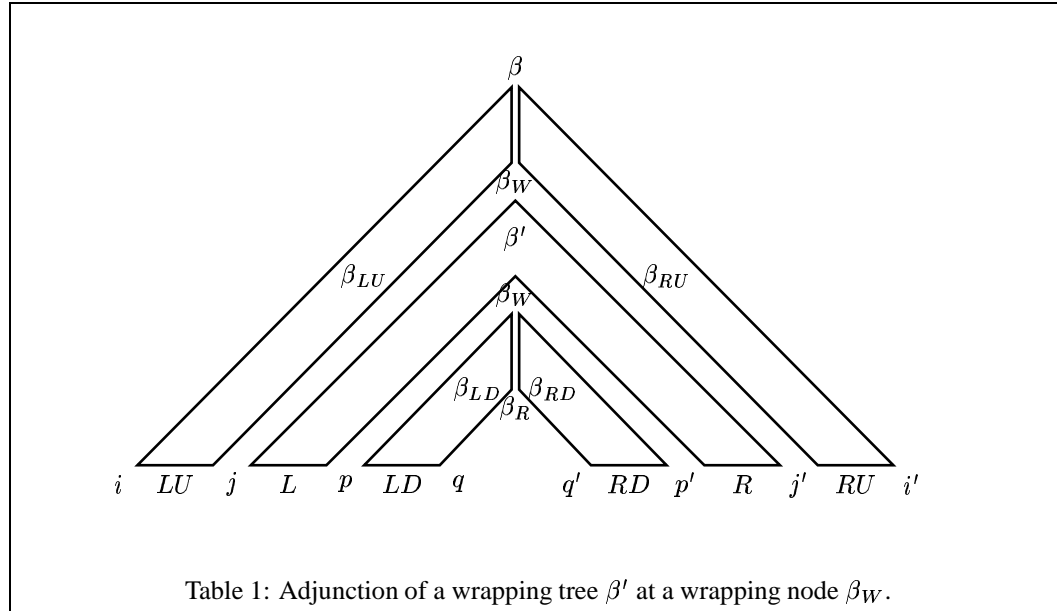 β
β_W
β′
β_LU β_RU
β_W
β_LD β_RD
β_R
i LU j L p LD q q′ RD p′ R j′ RU i′
Table 1: Adjunction of a wrapping tree β′ at a wrapping node β_W.